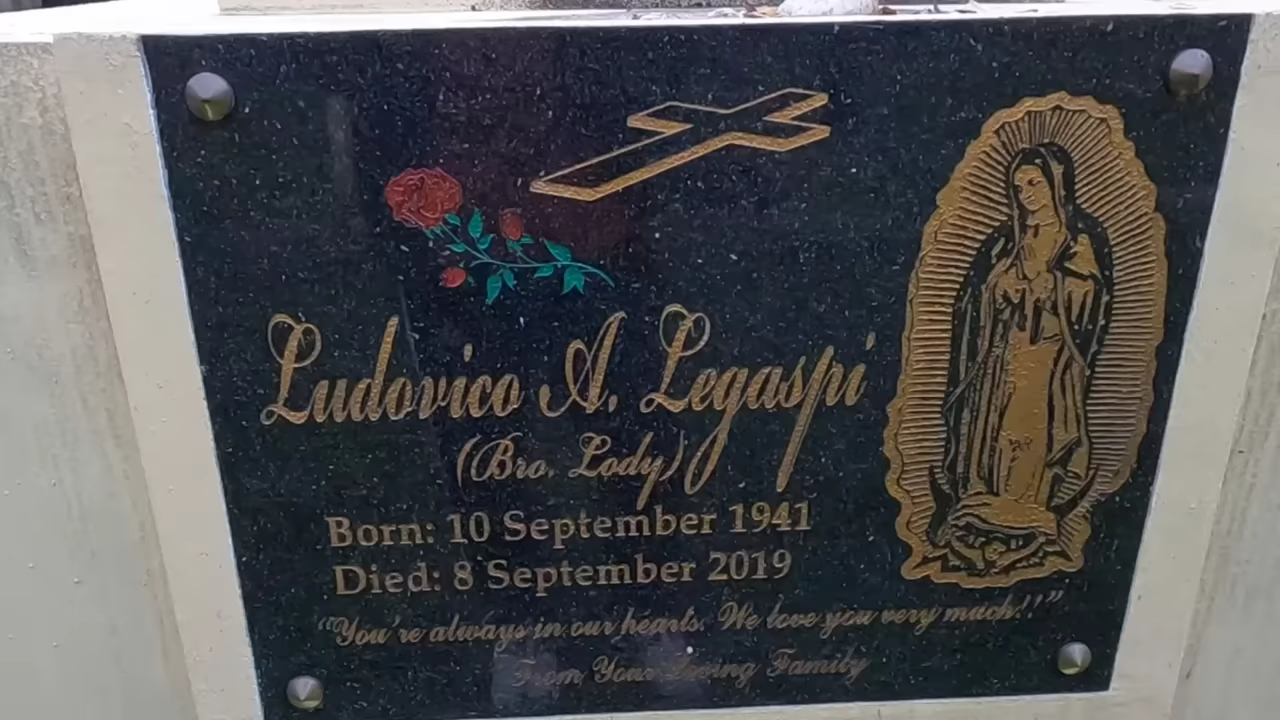 Ludovico A. Legaspi
(Bro. Lody)
Born: 10 September 1941
Died: 8 September 2019
"You're always in our hearts. We love you very much!!"
From Your Loving Family